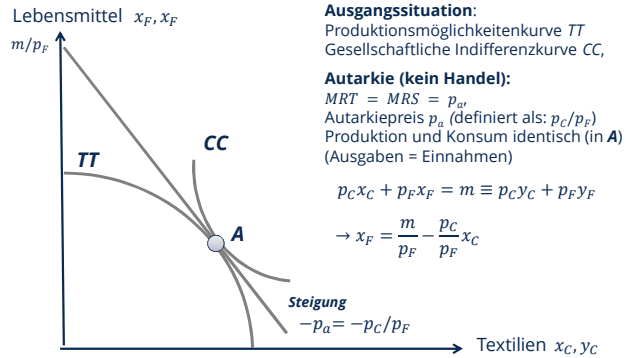 Lebensmittel x_F, x_F
m/p_F
TT
CC
A
Steigung
−p_a= −p_C/p_F
Textilien x_C, y_C
Ausgangssituation:
Produktionsmöglichkeitenkurve TT
Gesellschaftliche Indifferenzkurve CC,
Autarkie (kein Handel):
MRT = MRS = p_a,
Autarkiepreis p_a (definiert als: p_C/p_F)
Produktion und Konsum identisch (in A)
(Ausgaben = Einnahmen)
p_C x_C + p_F x_F = m ≡ p_C y_C + p_F y_F
→ x_F = m/p_F − p_C/p_F x_C